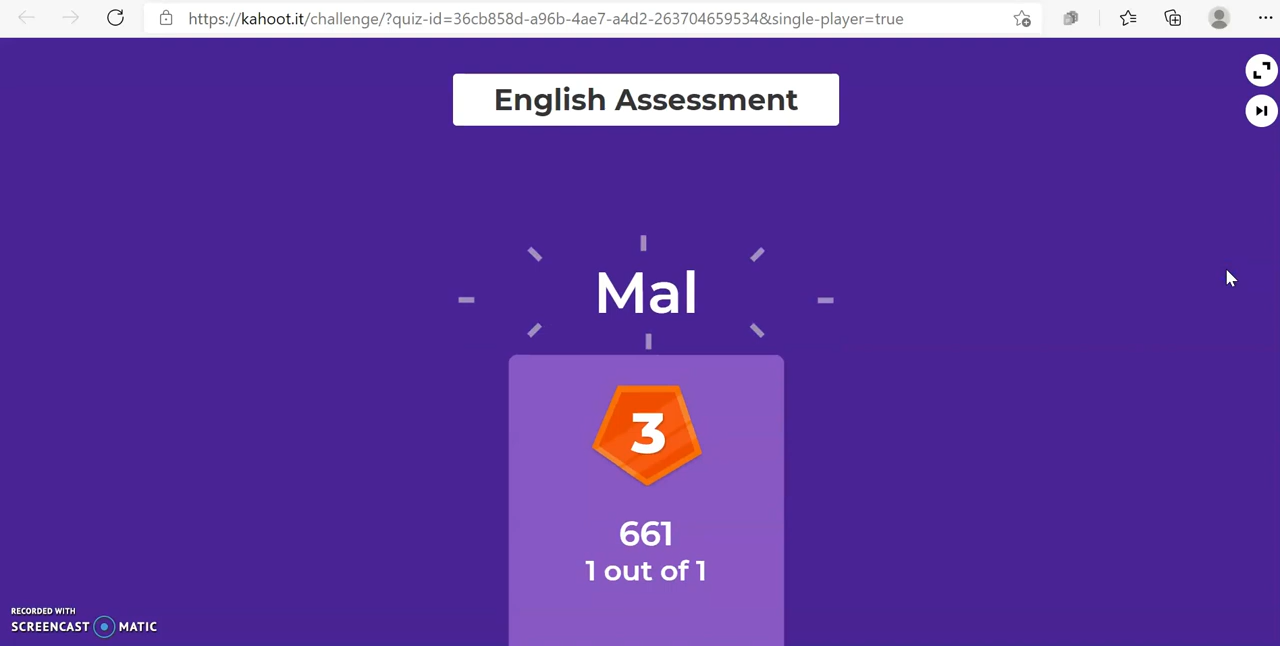 https://kahoot.it/challenge/?quiz-id=36cb858d-a96b-4ae7-a4d2-263704659534&single-player=true
English Assessment
Mal
3
661
1 out of 1
RECORDED WITH
SCREENCAST MATIC